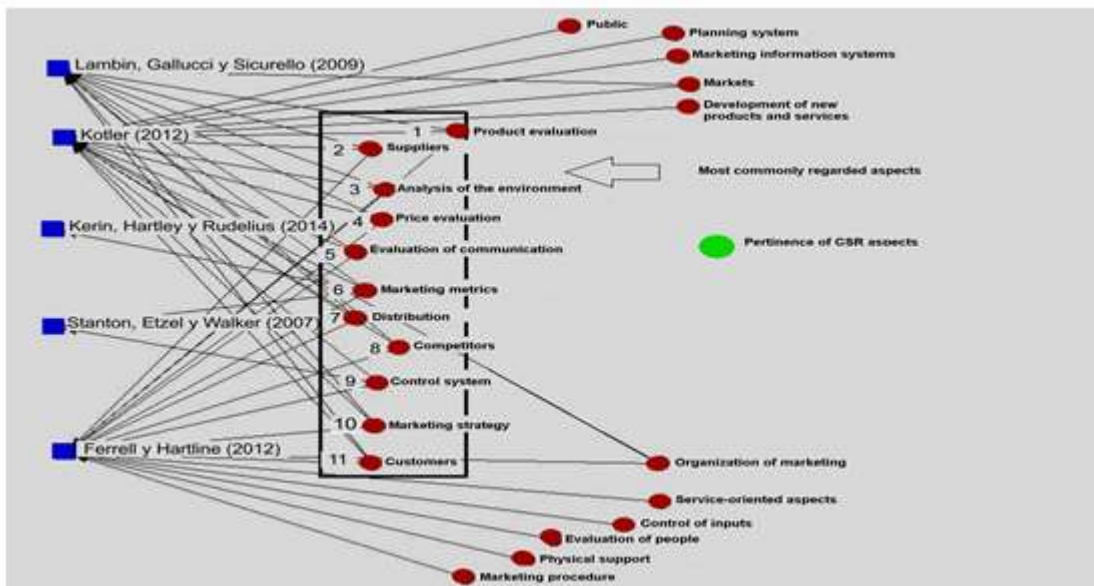 Public
Planning system
Marketing information systems
Lambin, Gallucci y Sicurello (2009)
Markets
Development of new
products and services
Kotler (2012)
1 Product evaluation
2 Suppliers
Most commonly regarded aspects
3 Analysis of the environment
4 Price evaluation
Kerin, Hartley y Rudelius (2014)
Pertinence of CSR aspects
5 Evaluation of communication
6 Marketing metrics
7 Distribution
Stanton, Etzel y Walker (2007)
8 Competitors
9 Control system
10 Marketing strategy
Ferrell y Hartline (2012)
11 Customers
Organization of marketing
Service-oriented aspects
Control of inputs
Evaluation of people
Physical support
Marketing procedure